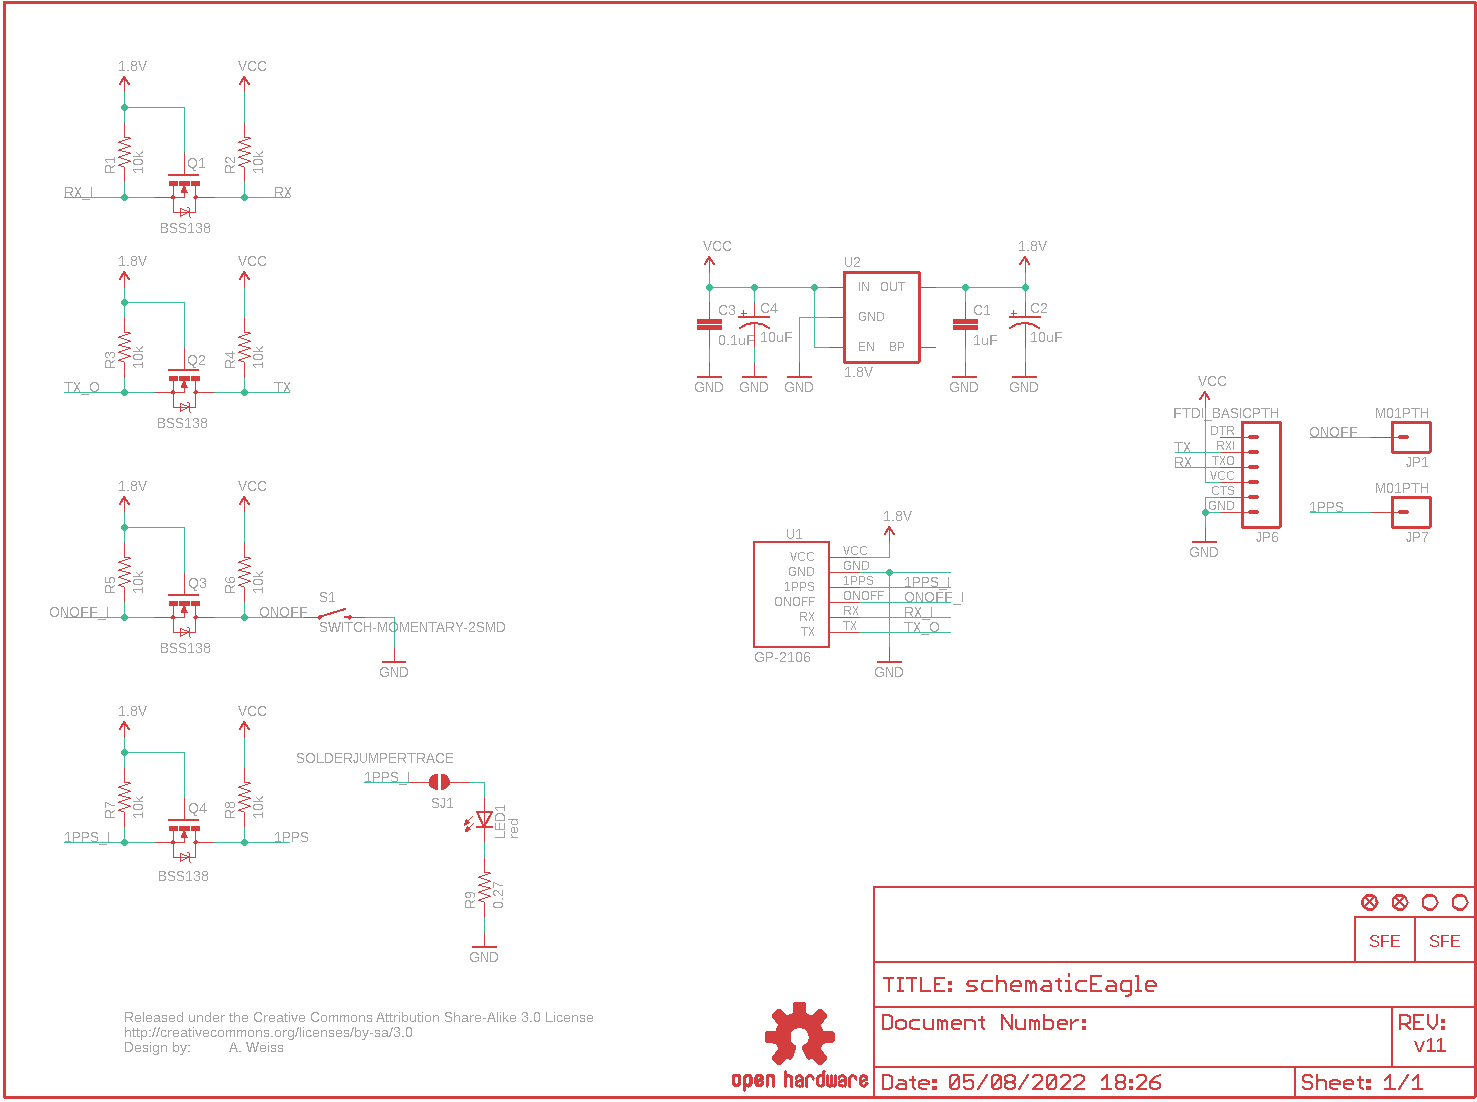 1.8V VCC
R1 10k Q1 R2 10k
RX_I RX
BSS138
1.8V VCC
R3 10k Q2 R4 10k
TX_O TX
BSS138
1.8V VCC
R5 10k Q3 R6 10k
ONOFF_I ONOFF S1
SWITCH-MOMENTARY-2SMD
BSS138
GND
1.8V VCC
R7 10k Q4 R8 10k
1PPS_I 1PPS
BSS138
SOLDERJUMPERTRACE
1PPS_I
SJ1
LED1
red
R9
0.27
GND
VCC 1.8V
U2
IN OUT
C3 C4 GND C1 C2
0.1uF 10uF EN BP 1uF 10uF
1.8V
GND GND GND GND GND
1.8V
U1
VCC VCC
GND GND
1PPS 1PPS 1PPS_I
ONOFF ONOFF ONOFF_I
RX RX RX_I
TX TX TX_O
GP-2106
GND
VCC
FTDI_BASICPTH
DTR
TX RXI
RX TXO
VCC
CTS
GND
JP6
GND
M01PTH
ONOFF
JP1
M01PTH
1PPS
JP7
Released under the Creative Commons Attribution Share-Alike 3.0 License
http://creativecommons.org/licenses/by-sa/3.0
Design by: A. Weiss
open hardware
SFE SFE
TITLE: schematicEagle
Document Number:
REV:
v11
Date: 05/08/2022 18:26
Sheet: 1/1